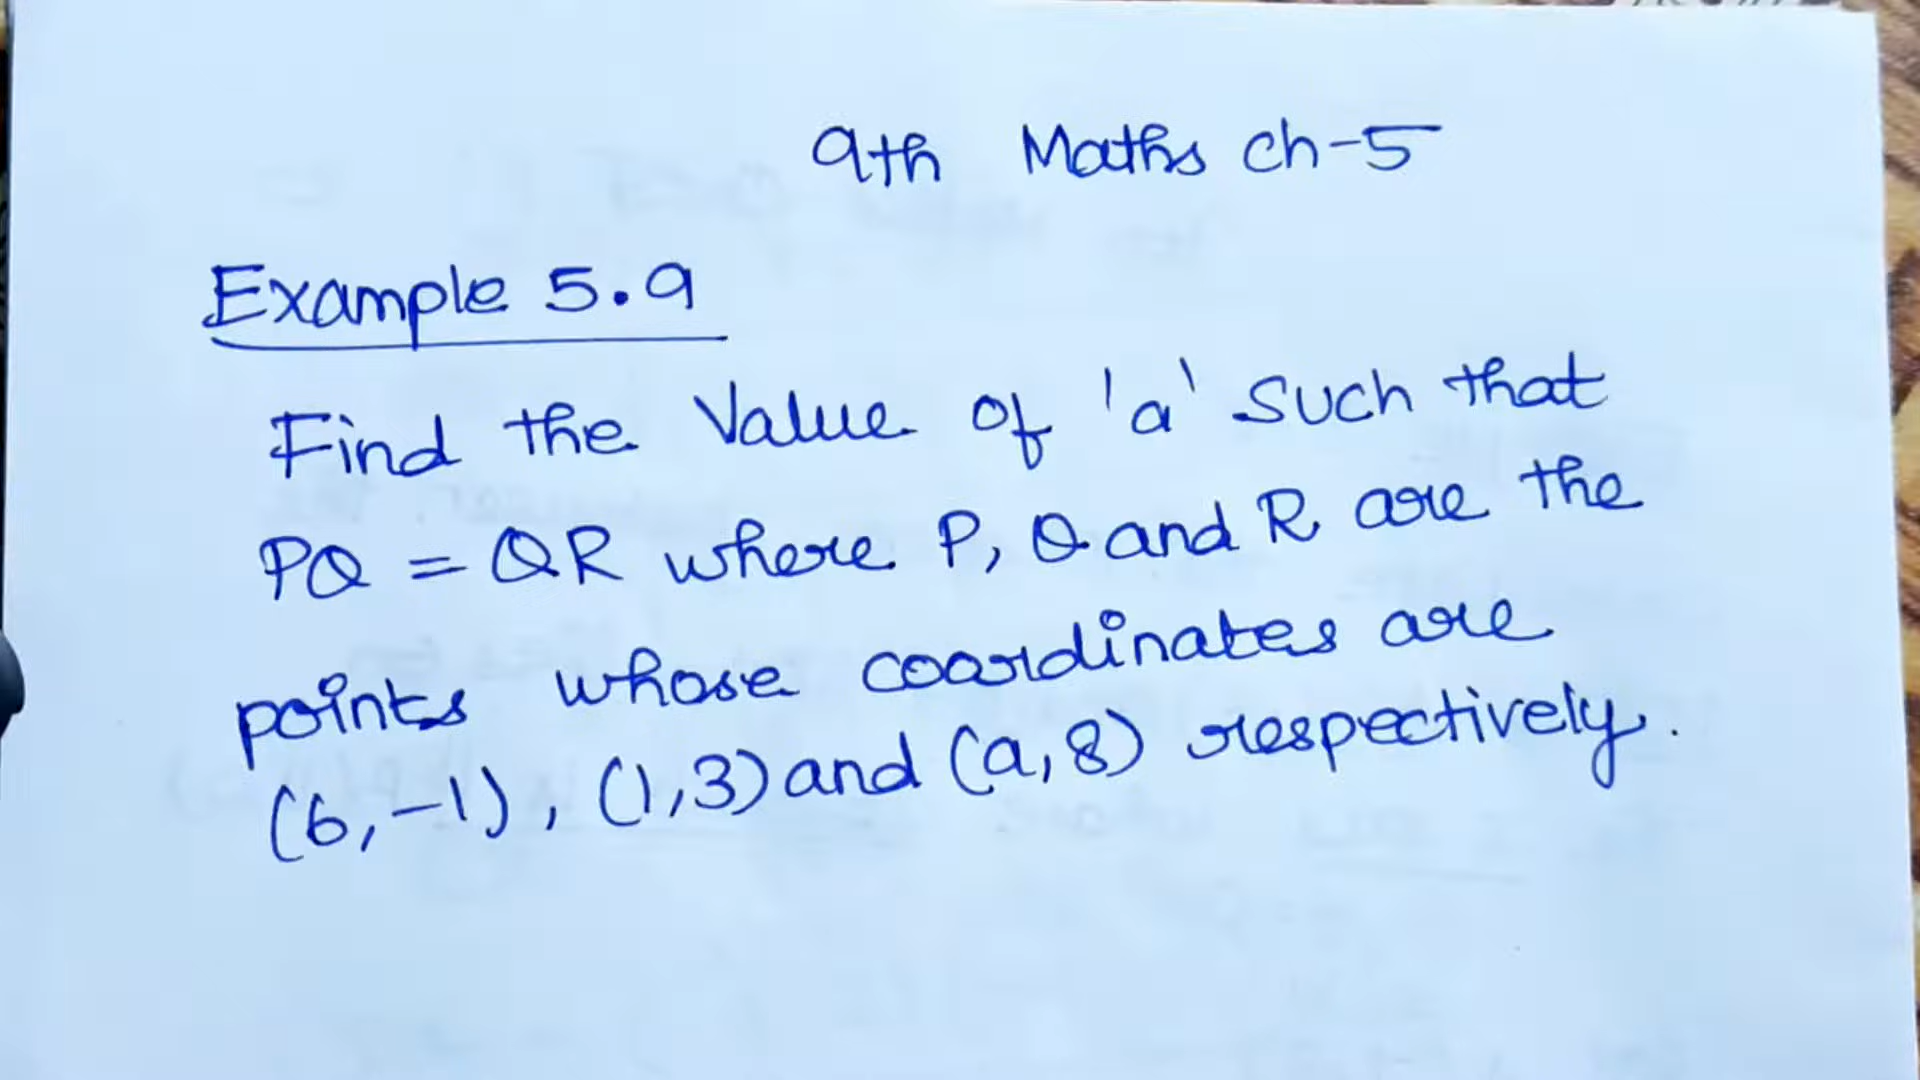 9th Maths ch-5
Example 5.9
Find the Value of 'a' such that
PQ = QR where P, Q and R are the
points whose coordinates are
(6,-1), (1,3) and (a,8) respectively.